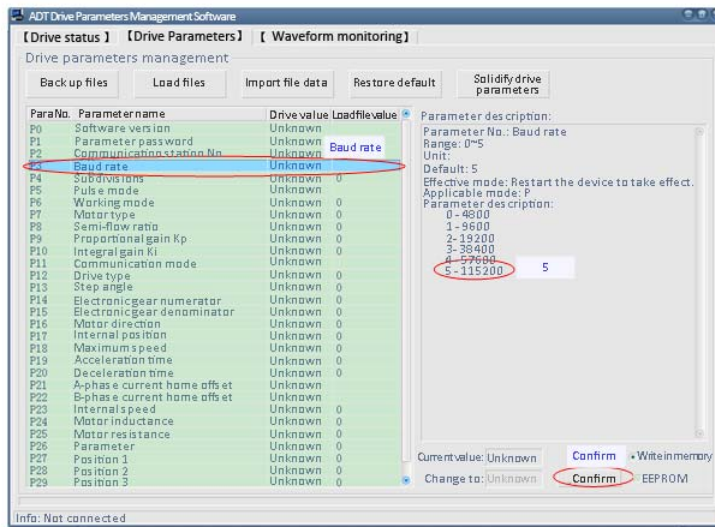 ADT Drive Parameters Management Software
【Drive status】 【Drive Parameters】 【 Waveform monitoring】
Drive parameters management
Back up files Load files Import file data Restore default Solidify drive parameters
Para No. Parameter name Drive value Load file value
P0 Software version Unknown
P1 Parameter password Unknown
P2 Communication station No Unknown
Baud rate
P3 Baud rate Unknown
P4 Subdivisions Unknown 0
P5 Pulse mode Unknown
P6 Working mode Unknown 0
P7 Motor type Unknown 0
P8 Semi-flow ratio Unknown 0
P9 Proportional gain Kp Unknown 0
P10 Integral gain Ki Unknown 0
P11 Communication mode Unknown
P12 Drive type Unknown 0
P13 Step angle Unknown 0
P14 Electronic gear numerator Unknown 0
P15 Electronic gear denominator Unknown 0
P16 Motor direction Unknown 0
P17 Internal position Unknown 0
P18 Maximum speed Unknown 0
P19 Acceleration time Unknown 0
P20 Deceleration time Unknown 0
P21 A-phase current home offset Unknown
P22 B-phase current home offset Unknown
P23 Internal speed Unknown 0
P24 Motor inductance Unknown 0
P25 Motor resistance Unknown 0
P26 Parameter Unknown 0
P27 Position 1 Unknown 0
P28 Position 2 Unknown 0
P29 Position 3 Unknown 0
Parameter description:
Parameter No.: Baud rate
Range: 0~5
Unit:
Default: 5
Effective mode: Restart the device to take effect.
Applicable mode: P
Parameter description:
0-4800
1-9600
2-19200
3-38400
4-57600
5-115200 5
Current value: Unknown Confirm Write in memory
Change to: Unknown Confirm EEPROM
Info: Not connected